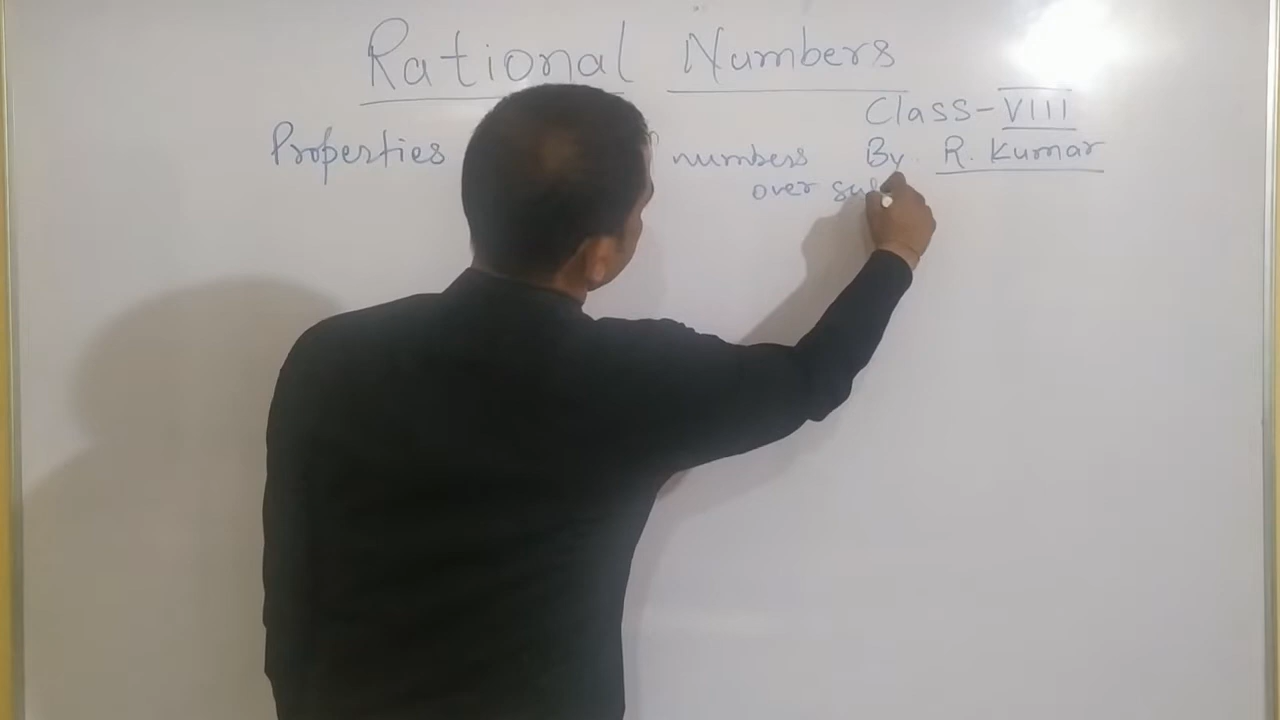 Rational Numbers
Class-VIII
Properties numbers By. R. Kumar
over